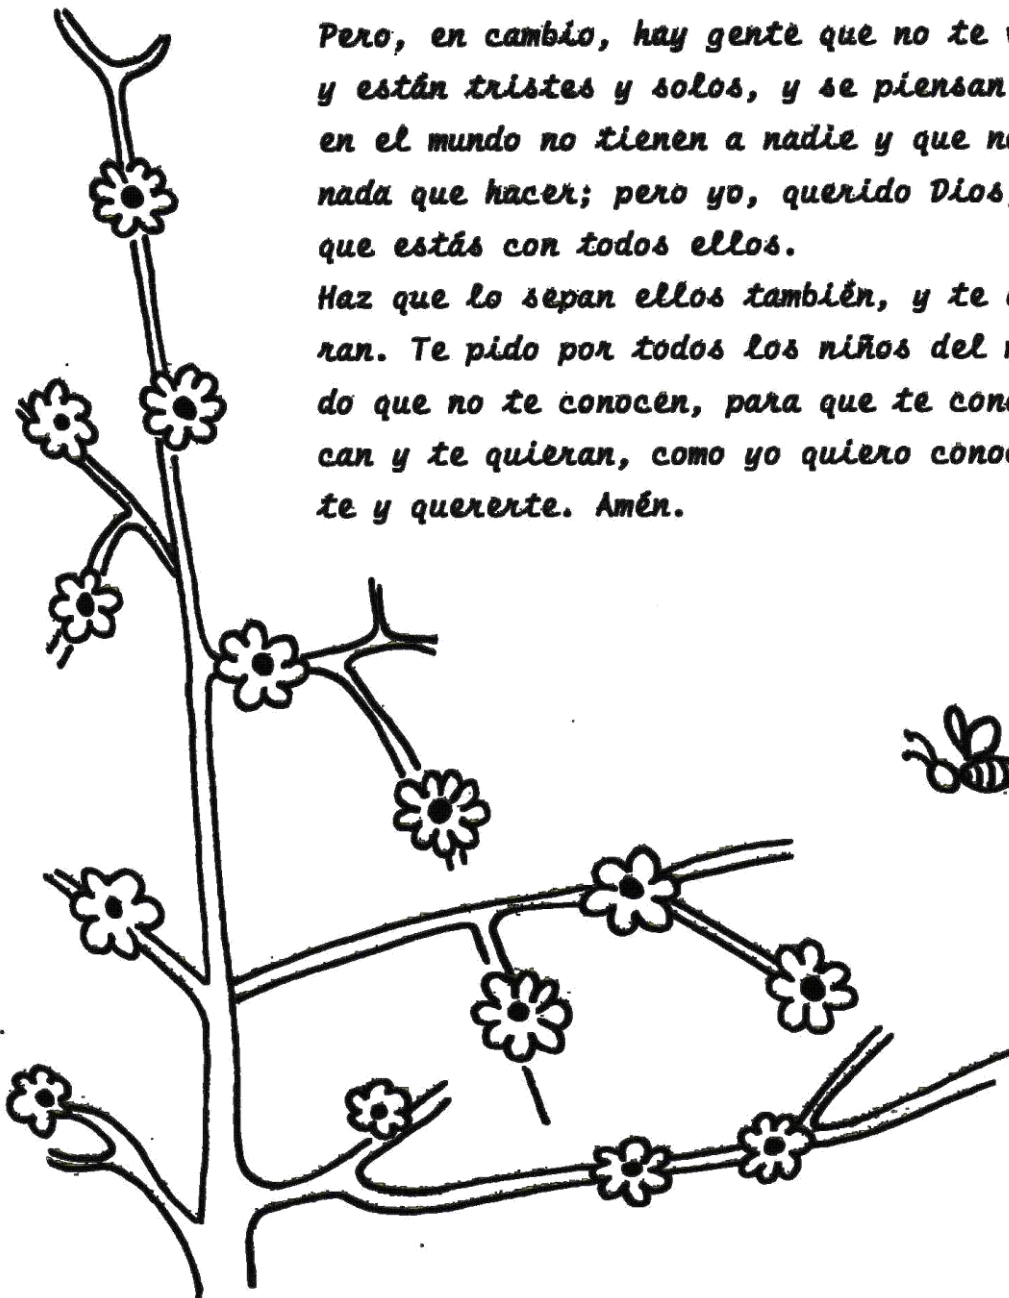 Pero, en cambio, hay gente que no te
y están tristes y solos, y se piensan
en el mundo no tienen a nadie y que
nada que hacer; pero yo, querido Dios,
que estás con todos ellos.
Haz que lo sepan ellos también, y te
ran. Te pido por todos los niños del
do que no te conocen, para que te
can y te quieran, como yo quiero
te y quererte. Amén.